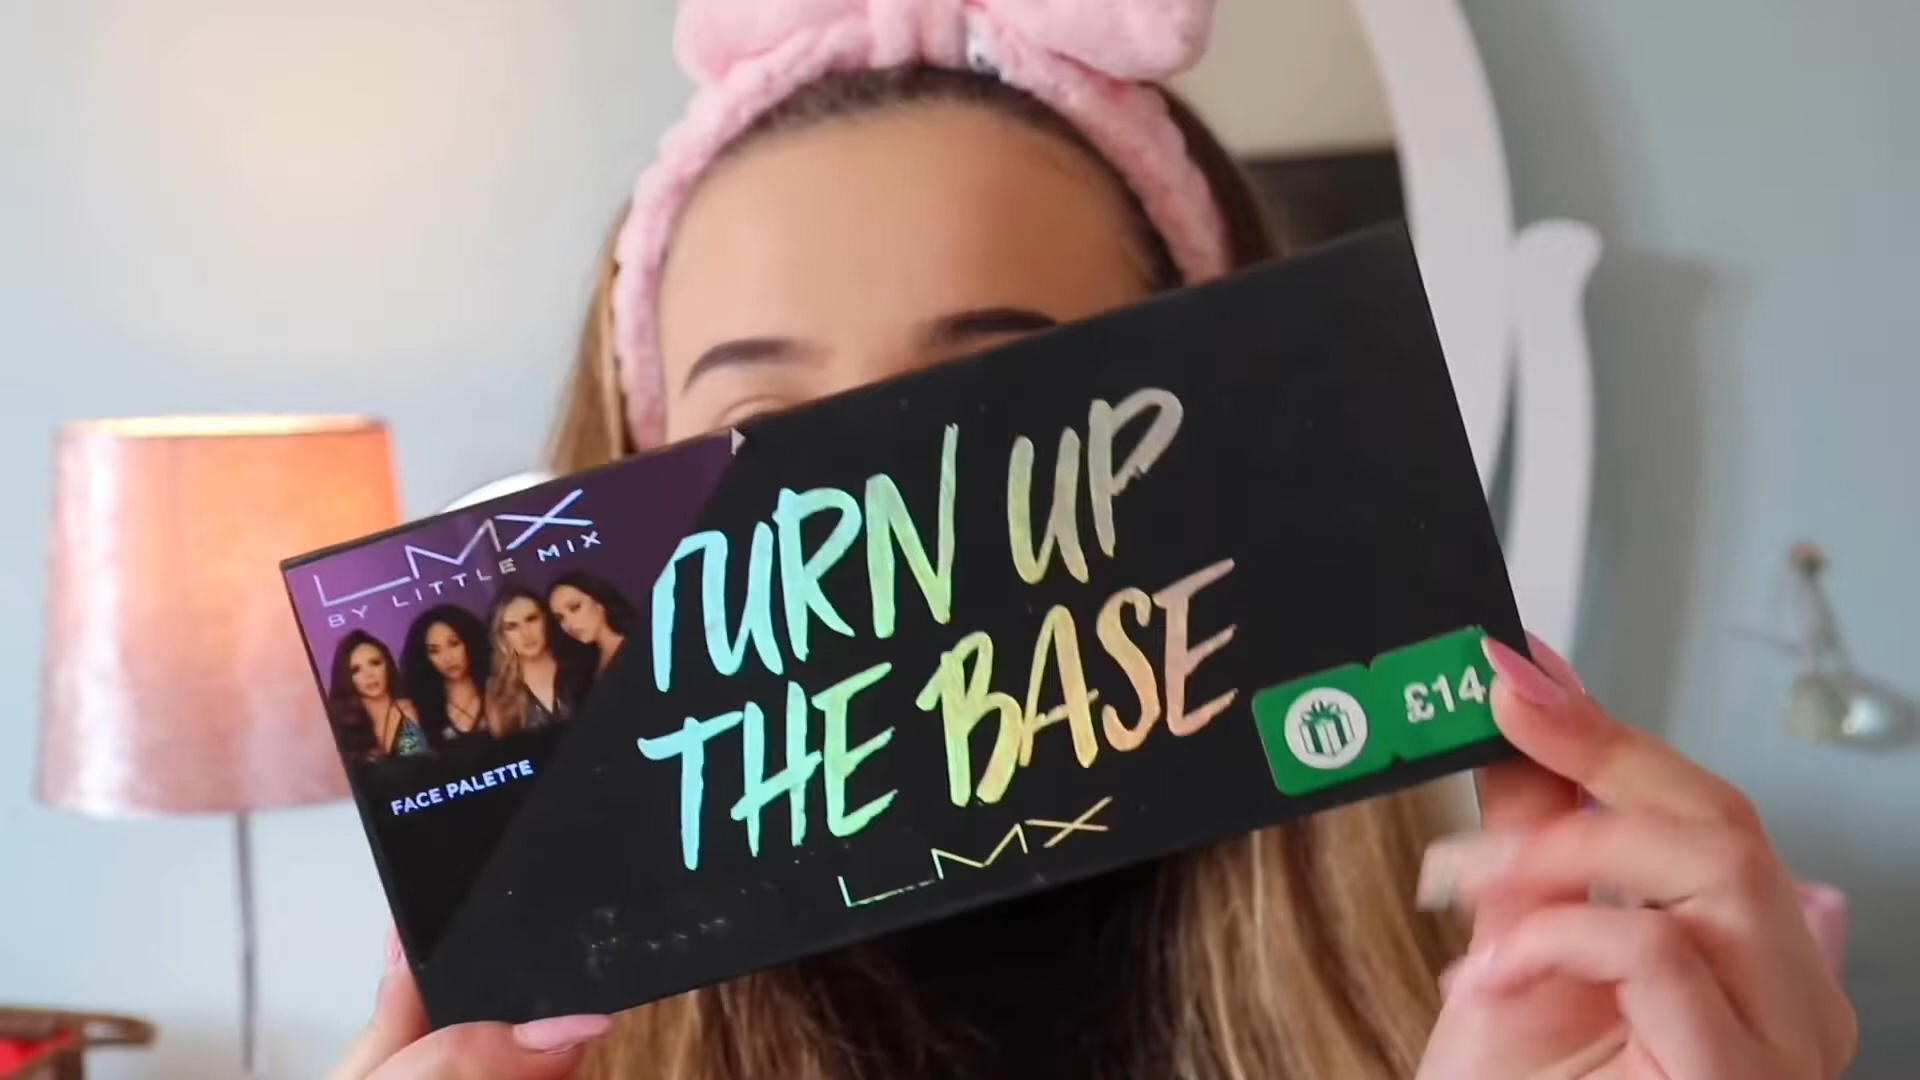 LMX
BY LITTLE MIX
FACE PALETTE
TURN UP
THE BASE
LMX
£14